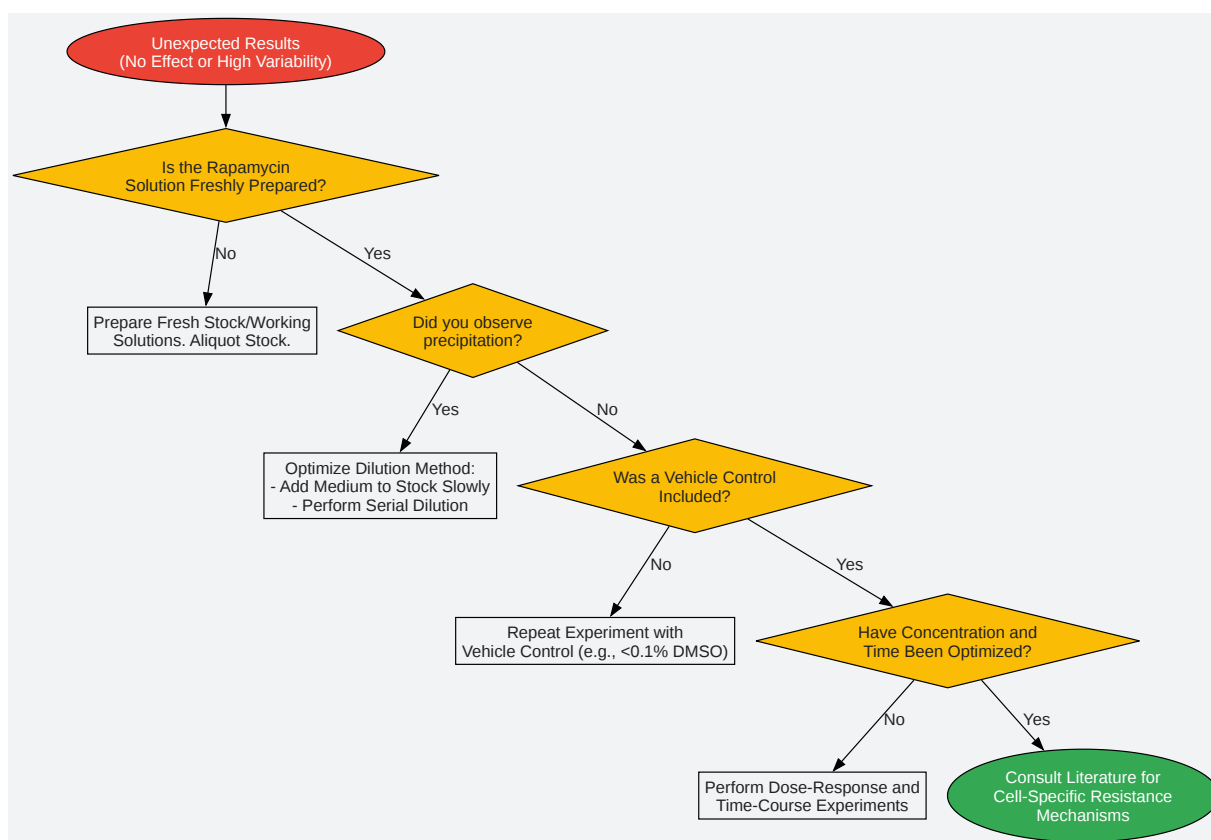 Unexpected Results
(No Effect or High Variability)
Is the Rapamycin
Solution Freshly Prepared?
No
Yes
Prepare Fresh Stock/Working
Solutions. Aliquot Stock.
Did you observe
precipitation?
Yes
No
Optimize Dilution Method:
- Add Medium to Stock Slowly
- Perform Serial Dilution
Was a Vehicle Control
Included?
No
Yes
Repeat Experiment with
Vehicle Control (e.g., <0.1% DMSO)
Have Concentration and
Time Been Optimized?
No
Yes
Perform Dose-Response and
Time-Course Experiments
Consult Literature for
Cell-Specific Resistance
Mechanisms